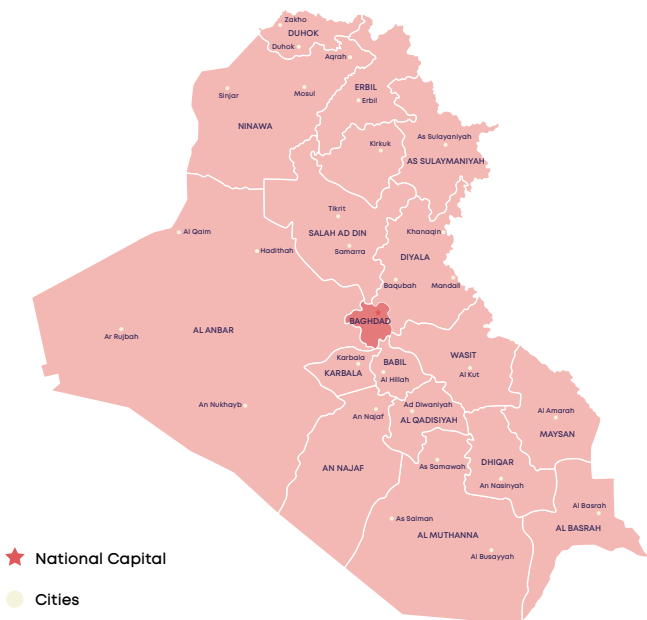 Zakho
DUHOK
Duhok
Aqrah
Sinjar
Mosul
ERBIL
Erbil
NINAWA
Kirkuk
As Sulayaniyah
AS SULAYMANIYAH
Tikrit
SALAH AD DIN
Samarra
Khanaqin
DIYALA
Al Qaim
Hadithah
Baqubah
Mandali
BAGHDAD
AL ANBAR
Ar Rujbah
Karbala
KARBALA
BABIL
Al Hillah
WASIT
Al Kut
An Nukhayb
An Najaf
Ad Diwaniyah
AL QADISIYAH
Al Amarah
MAYSAN
AN NAJAF
As Samawah
DHIQAR
An Nasinyah
Al Basrah
AL BASRAH
As Salman
AL MUTHANNA
Al Busayyah
National Capital
Cities